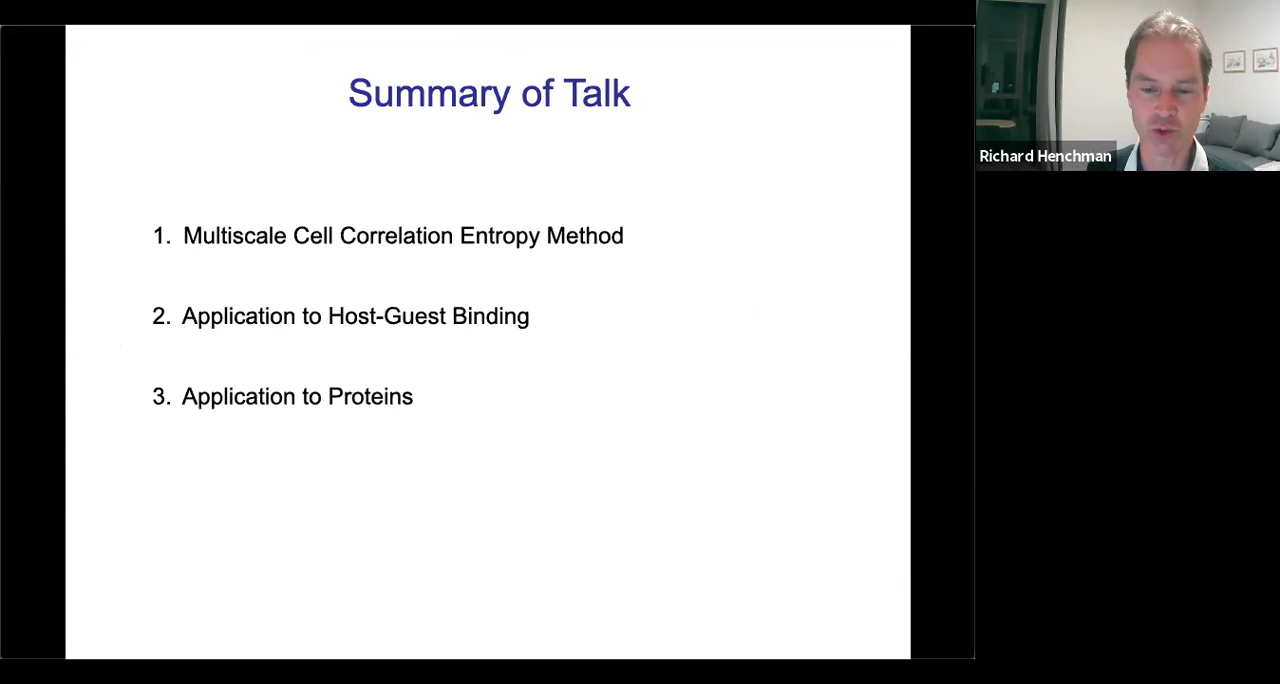 Summary of Talk
1. Multiscale Cell Correlation Entropy Method
2. Application to Host-Guest Binding
3. Application to Proteins
Richard Henchman